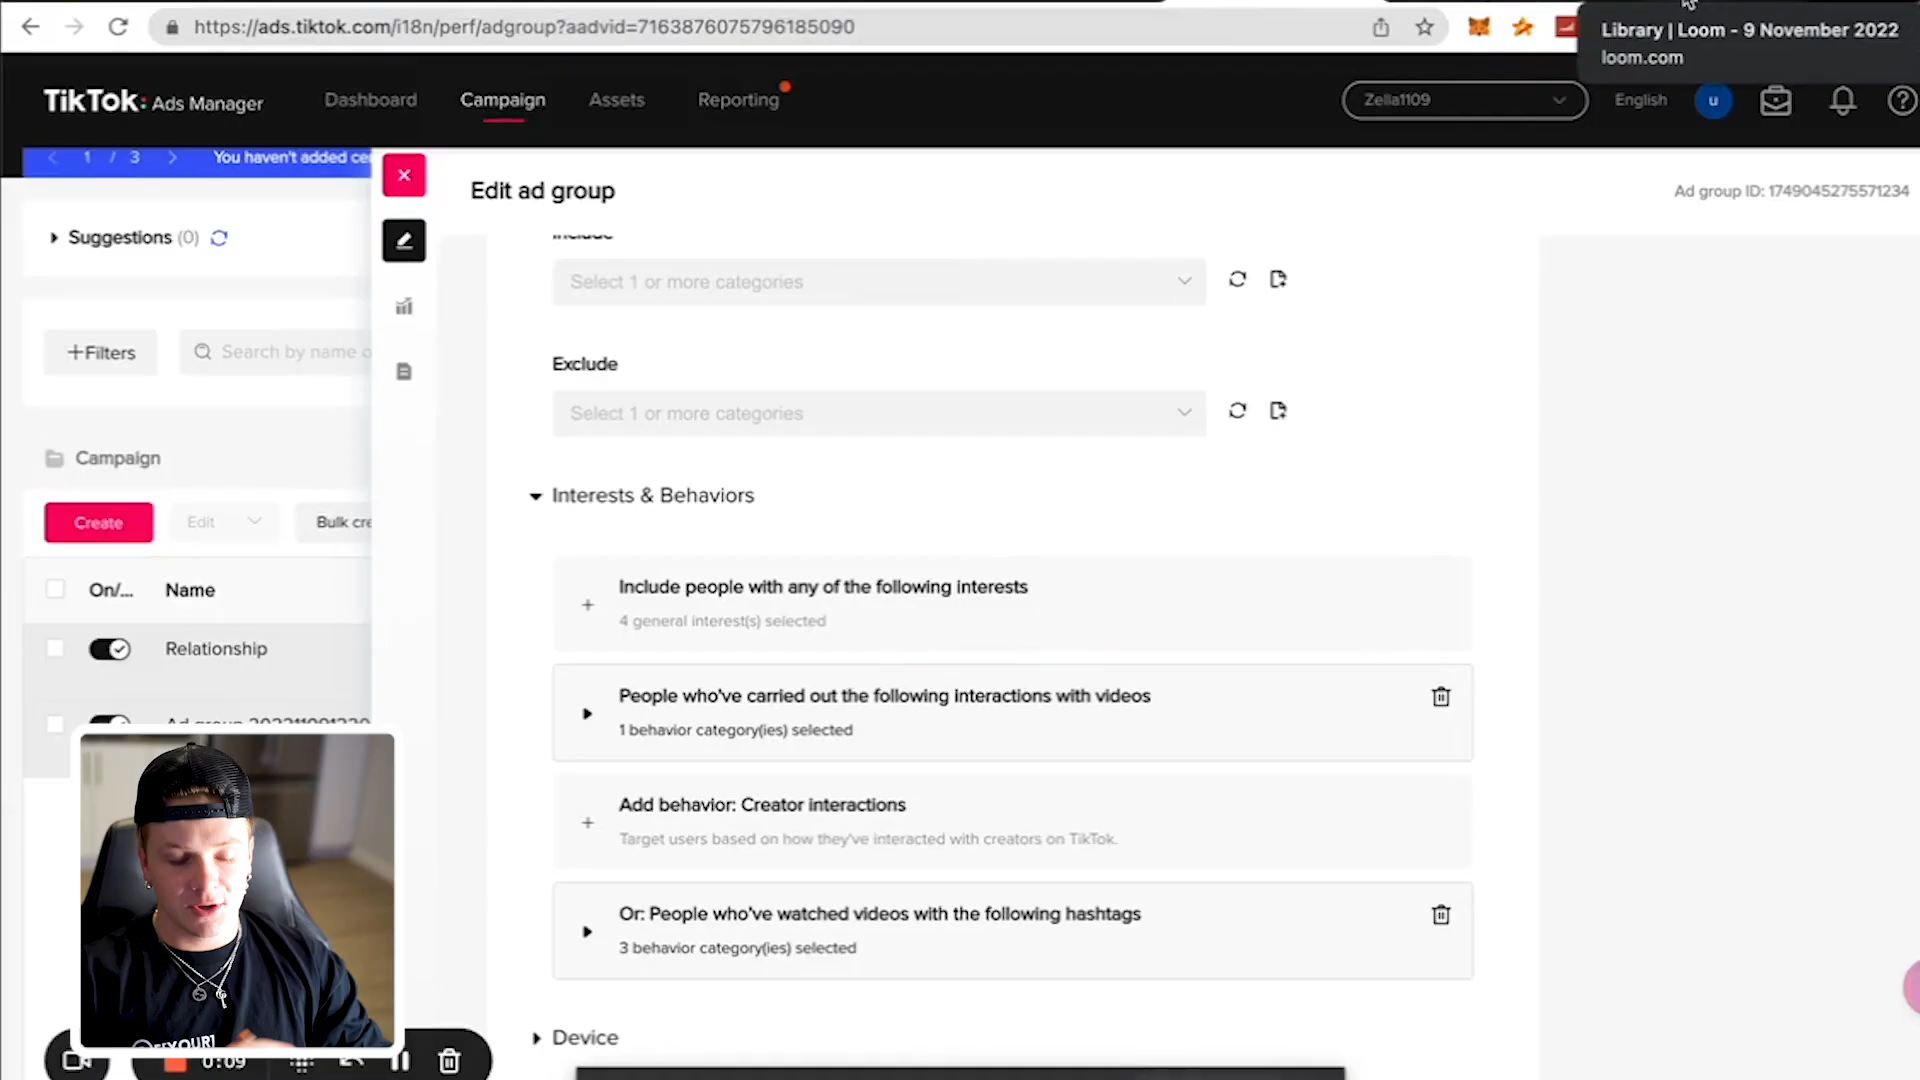 https://ads.tiktok.com/i18n/perf/adgroup?aadvid=7163876075796185090
Library | Loom - 9 November 2022
loom.com
TikTok: Ads Manager
Dashboard
Campaign
Assets
Reporting
Zella1109
English
u
1 / 3
You haven't added ce
Edit ad group
Ad group ID: 1749045275571234
Suggestions (0)
Include
Select 1 or more categories
+Filters
Search by name o
Exclude
Select 1 or more categories
Campaign
Interests & Behaviors
Create
Edit
Bulk cre
On/...
Name
Include people with any of the following interests
4 general interest(s) selected
Relationship
People who've carried out the following interactions with videos
1 behavior category(ies) selected
Add behavior: Creator interactions
Target users based on how they've interacted with creators on TikTok.
Or: People who've watched videos with the following hashtags
3 behavior category(ies) selected
Device
0:09